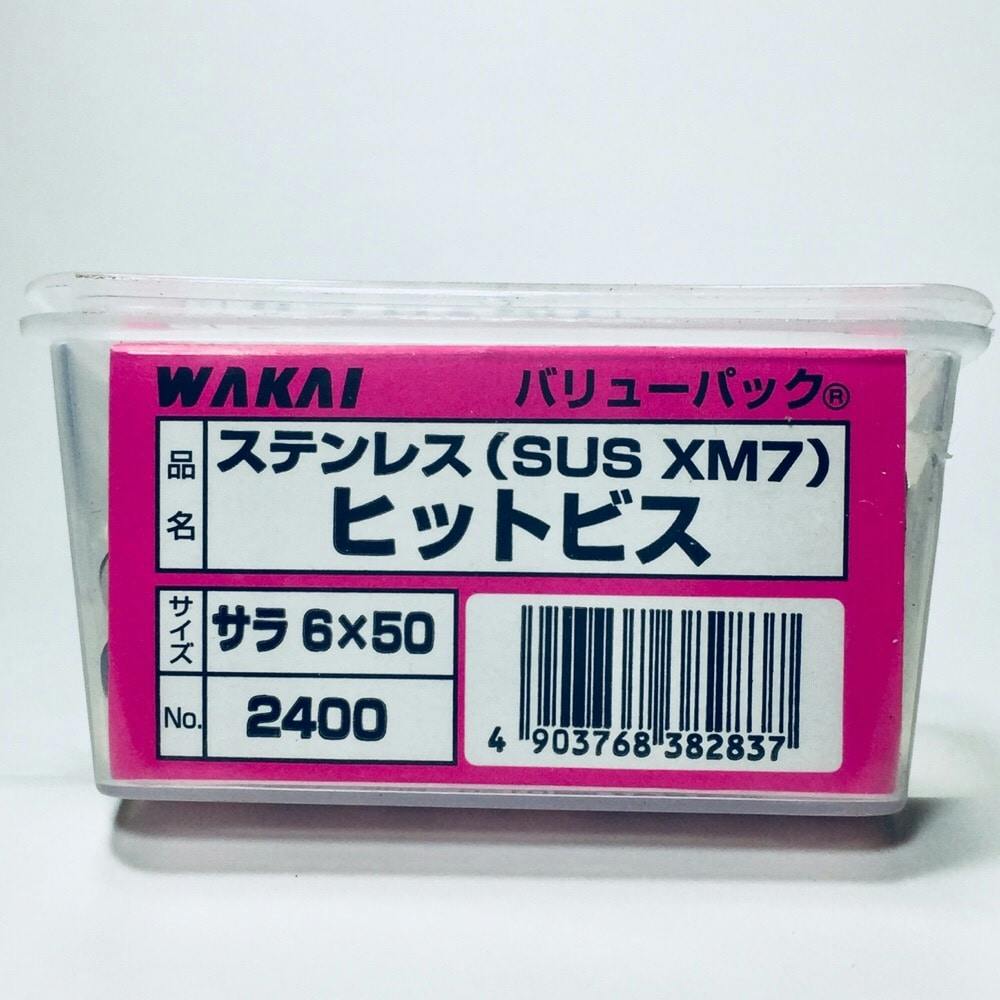 WAKAI バリューパック®
品名 ステンレス(SUS XM7)
ヒットビス
サイズ サラ 6×50
No. 2400
4 903768 382837